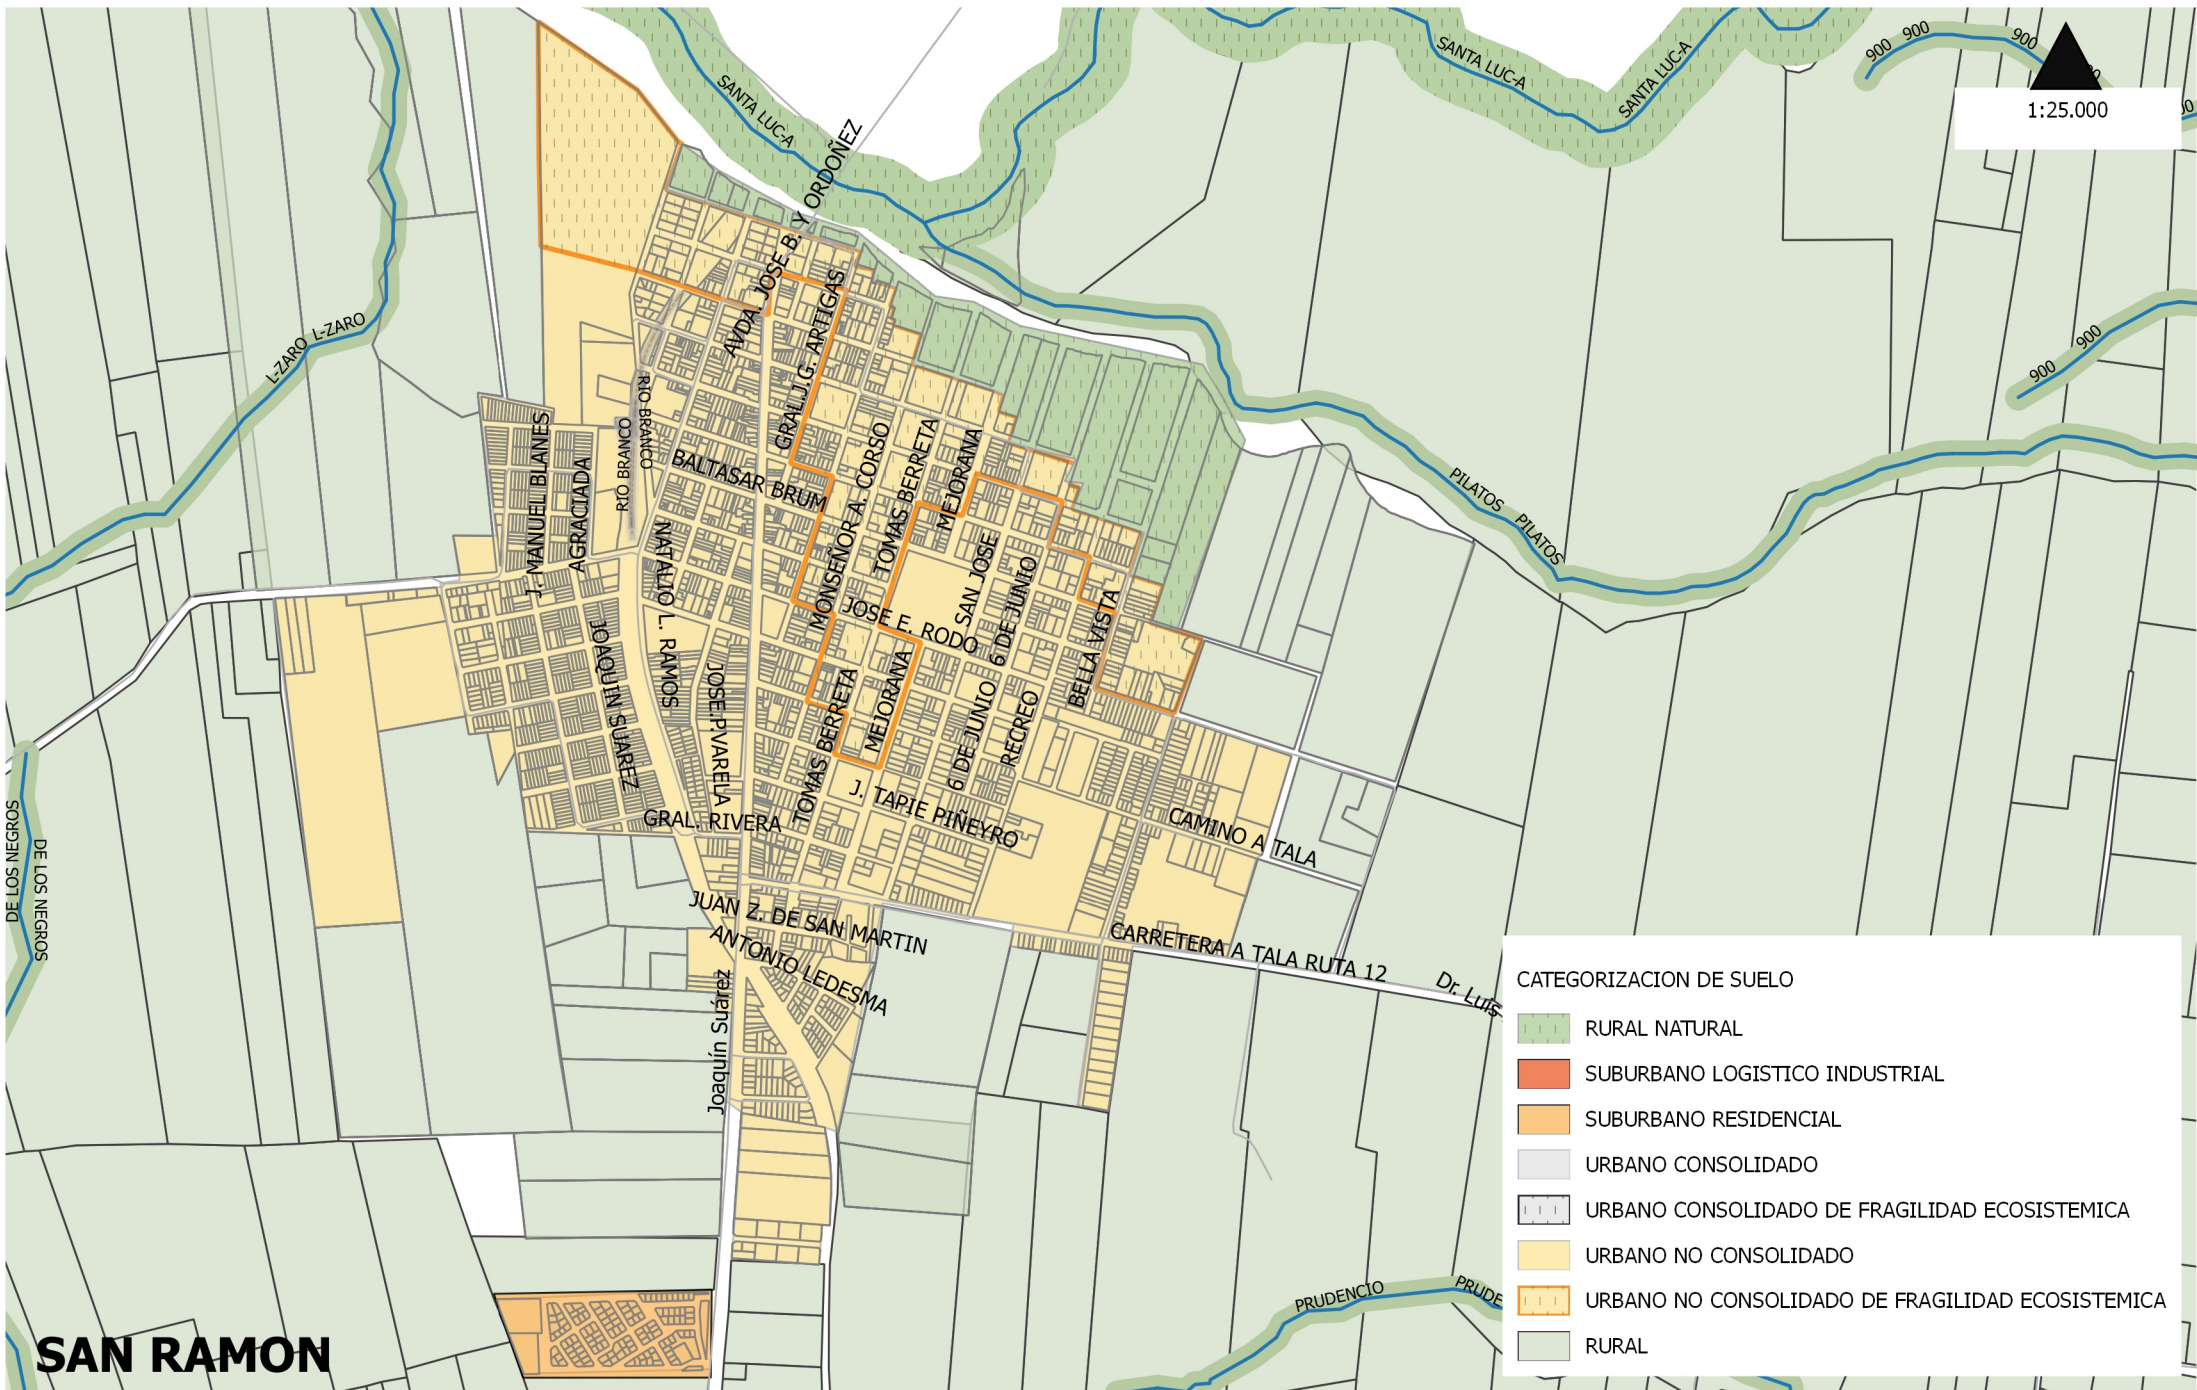 SANTA LUC-A
SANTA LUC-A
SANTA LUC-A
900
900
900
1:25.000
AVDA. JOSE B. Y ORDOÑEZ
GRAL.J.G. ARTIGAS
L-ZARO
L-ZARO
900
900
RIO BRANCO
RIO BRANCO
J. MANUEL BLANES
AGRACIADA
BALTASAR BRUM
MONSEÑOR A. CORSO
TOMAS BERRETA
MEJORANA
PILATOS
PILATOS
NATALIO L. RAMOS
JOSE E. RODO
SAN JOSE
6 DE JUNIO
BELLA VISTA
JOAQUIN SUAREZ
JOSE.P.VARELA
TOMAS BERRETA
MEJORANA
6 DE JUNIO
RECREO
GRAL. RIVERA
J. TAPIE PIÑEYRO
CAMINO A TALA
DE LOS NEGROS
DE LOS NEGROS
JUAN Z. DE SAN MARTIN
ANTONIO LEDESMA
CARRETERA A TALA RUTA 12
Dr. Luis
Joaquín Suárez
PRUDENCIO
PRUDE
CATEGORIZACION DE SUELO
RURAL NATURAL
SUBURBANO LOGISTICO INDUSTRIAL
SUBURBANO RESIDENCIAL
URBANO CONSOLIDADO
URBANO CONSOLIDADO DE FRAGILIDAD ECOSISTEMICA
URBANO NO CONSOLIDADO
URBANO NO CONSOLIDADO DE FRAGILIDAD ECOSISTEMICA
RURAL
SAN RAMON